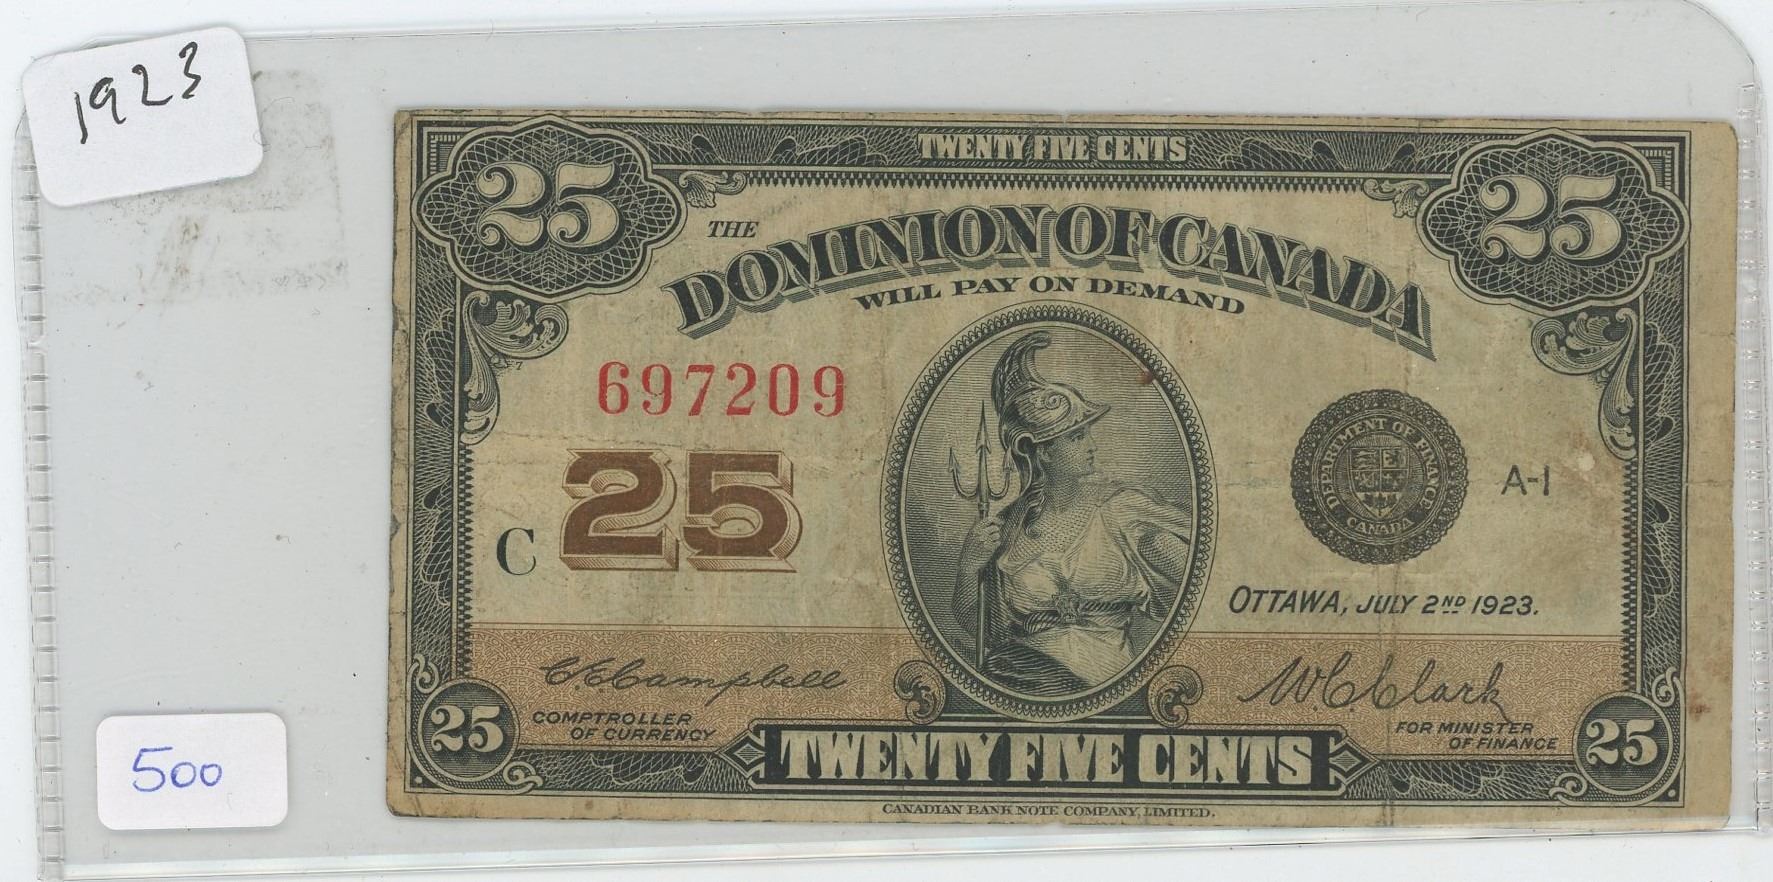 1923
25
TWENTY FIVE CENTS
25
THE
DOMINION OF CANADA
WILL PAY ON DEMAND
697209
25
C
DEPARTMENT OF FINANCE
CANADA
A-1
OTTAWA, JULY 2ND 1923.
C.E. Campbell
W.C. Clark
25
COMPTROLLER
OF CURRENCY
FOR MINISTER
OF FINANCE
25
TWENTY FIVE CENTS
CANADIAN BANK NOTE COMPANY, LIMITED.
500